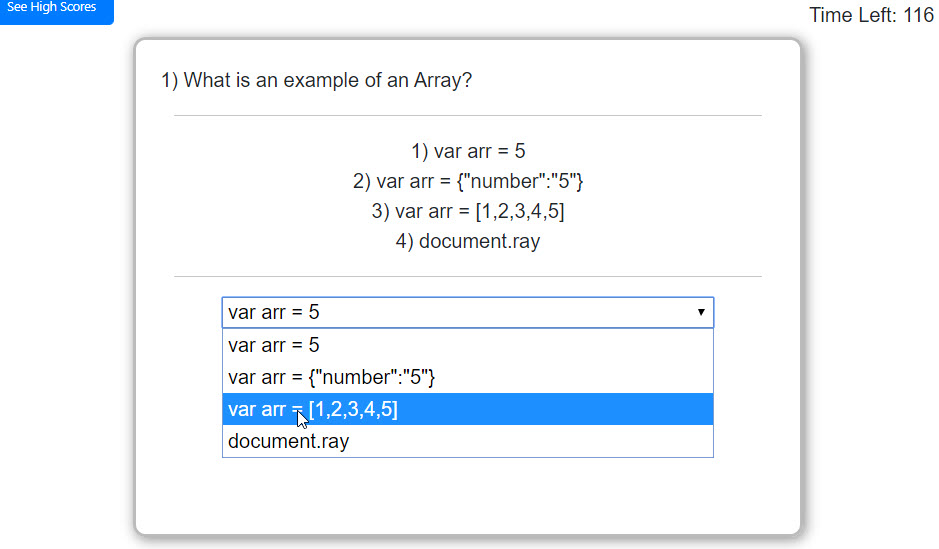 See High Scores
Time Left: 116
1) What is an example of an Array?
1) var arr = 5
2) var arr = {"number":"5"}
3) var arr = [1,2,3,4,5]
4) document.ray
var arr = 5
var arr = 5
var arr = {"number":"5"}
var arr = [1,2,3,4,5]
document.ray